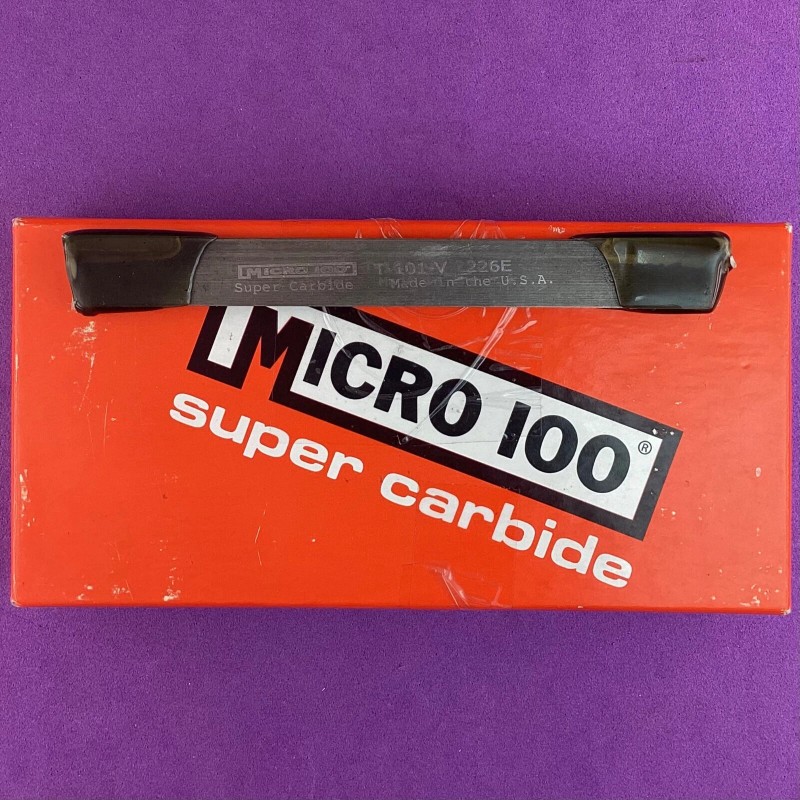 MICRO 100 T-101-V 226E
Super Carbide Made in the U.S.A.
MICRO 100®
super carbide